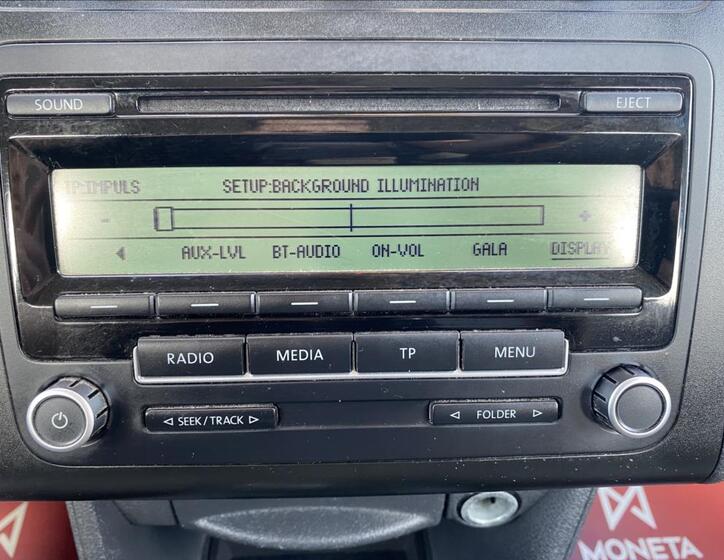 SOUND
EJECT
TP:IMPULS SETUP:BACKGROUND ILLUMINATION
- +
◄ AUX-LVL BT-AUDIO ON-VOL GALA DISPLAY
RADIO MEDIA TP MENU
◁ SEEK / TRACK ▷
◁ FOLDER ▷
MONETA